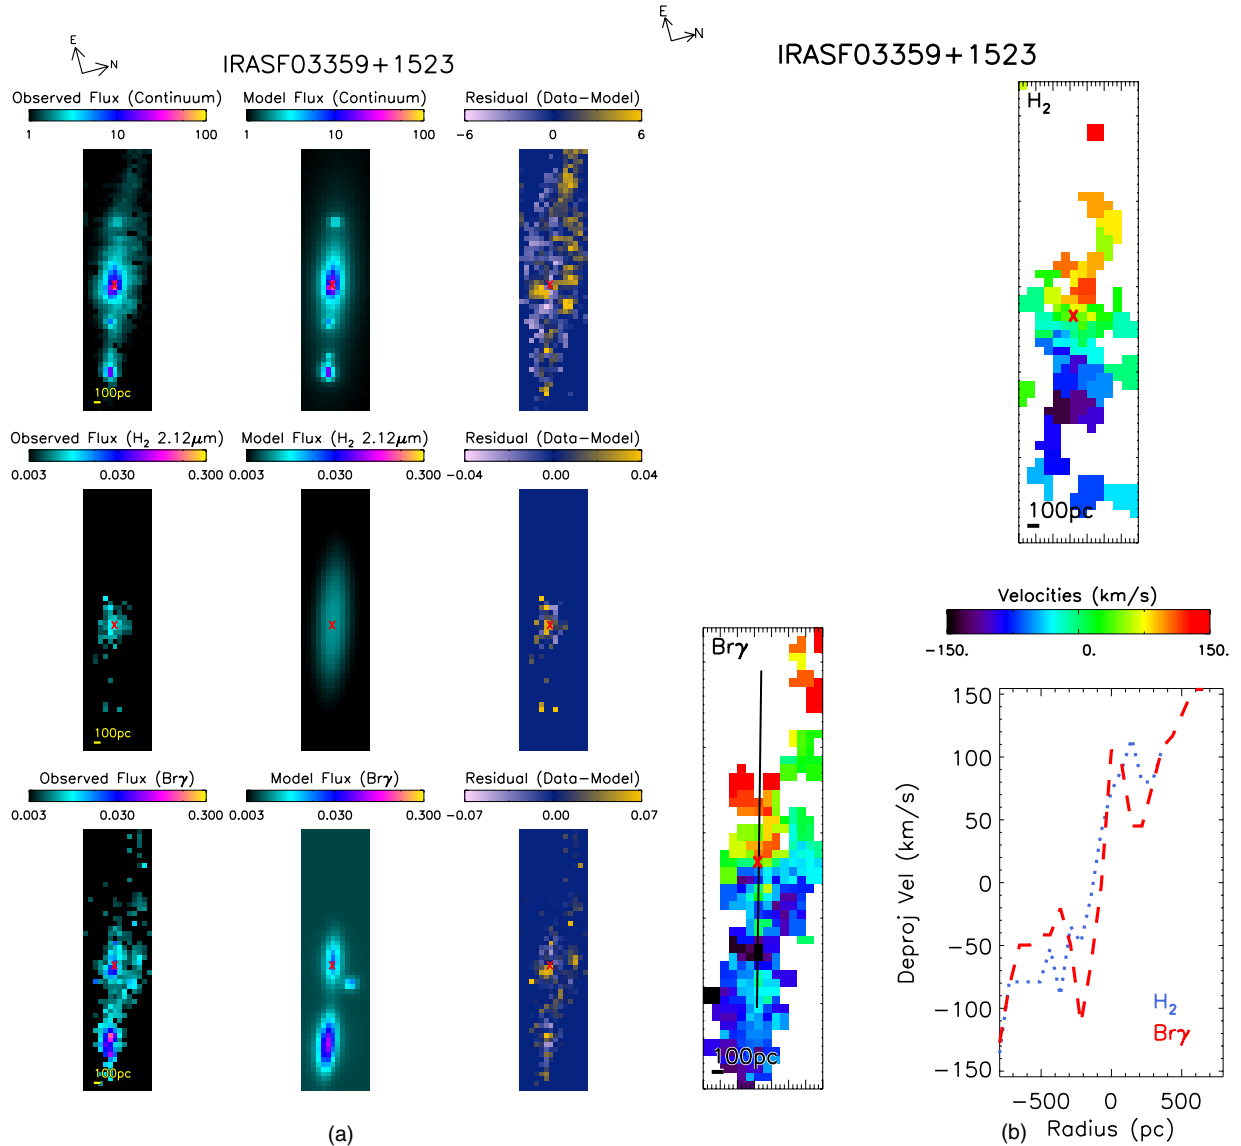 E
N
IRASF03359+1523
Observed Flux (Continuum)
Model Flux (Continuum)
Residual (Data-Model)
1 10 100
1 10 100
-6 0 6
x
x
x
100pc
Observed Flux (H₂ 2.12μm)
Model Flux (H₂ 2.12μm)
Residual (Data-Model)
0.003 0.030 0.300
0.003 0.030 0.300
-0.04 0.00 0.04
x
x
x
100pc
Observed Flux (Brγ)
Model Flux (Brγ)
Residual (Data-Model)
0.003 0.030 0.300
0.003 0.030 0.300
-0.07 0.00 0.07
x
x
x
100pc
(a)
E
N
IRASF03359+1523
H₂
x
100pc
Brγ
x
100pc
Velocities (km/s)
-150. 0. 150.
150
100
50
0
-50
-100
-150
Deproj Vel (km/s)
H₂
Brγ
-500 0 500
Radius (pc)
(b)